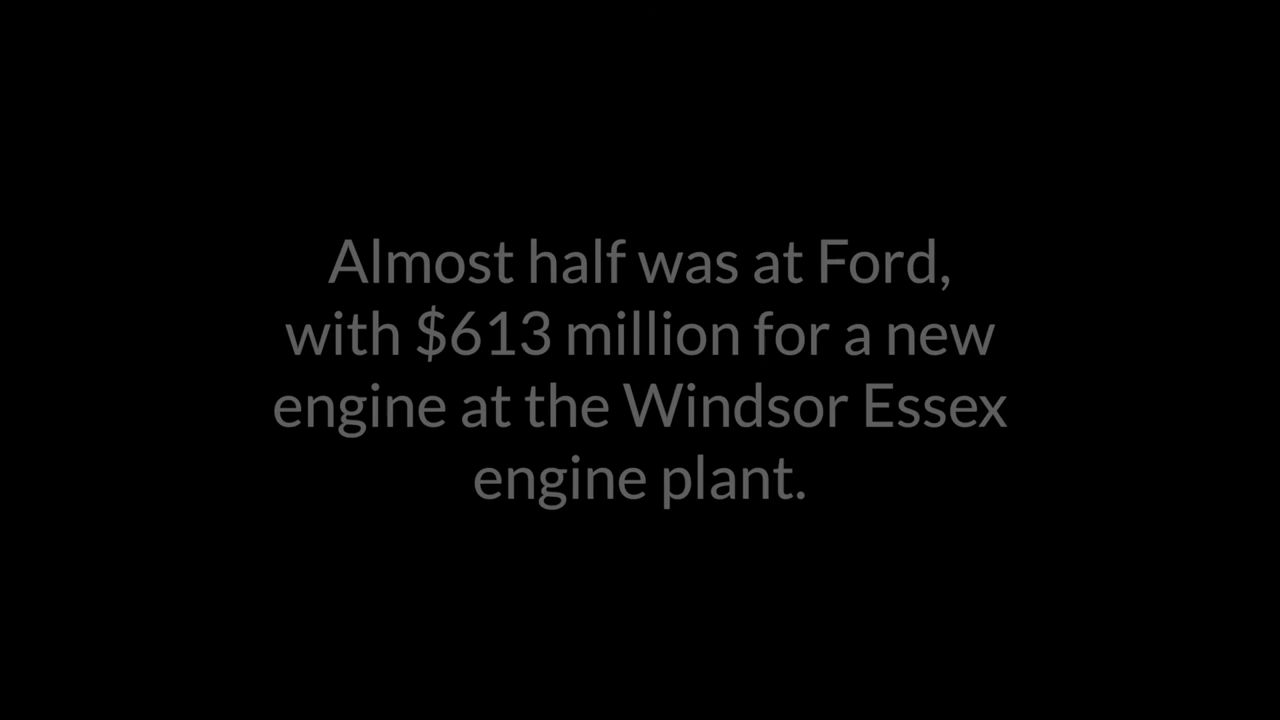 Almost half was at Ford,
with $613 million for a new
engine at the Windsor Essex
engine plant.